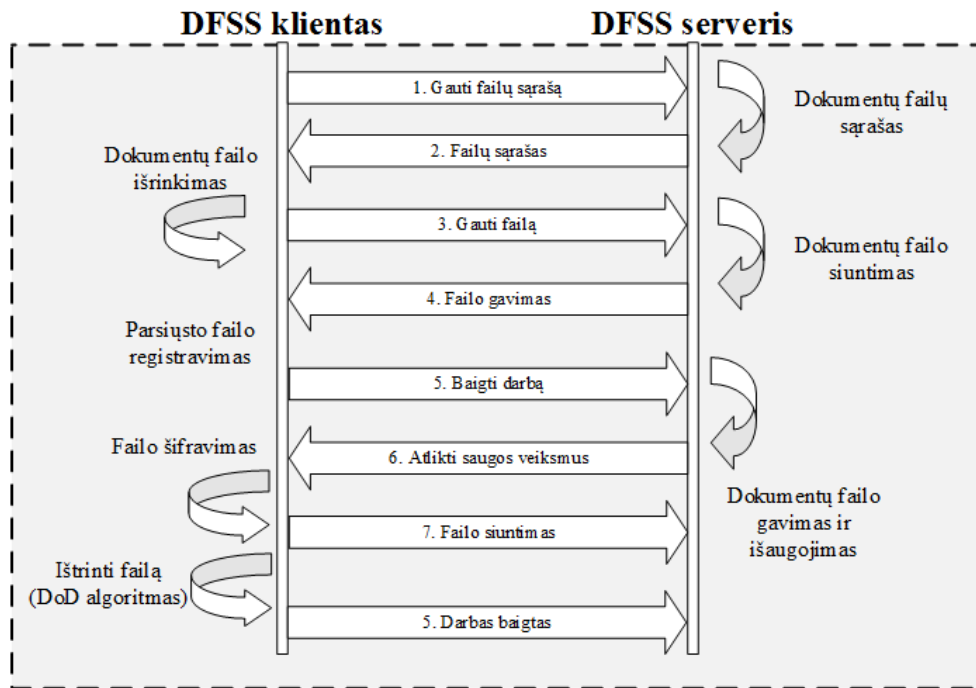 DFSS klientas
DFSS serveris
1. Gauti failų sąrašą
Dokumentų failų
sąrašas
2. Failų sąrašas
Dokumentų failo
išrinkimas
3. Gauti failą
Dokumentų failo
siuntimas
4. Failo gavimas
Parsiųsto failo
registravimas
5. Baigti darbą
Failo šifravimas
6. Atlikti saugos veiksmus
Dokumentų failo
gavimas ir
išaugojimas
7. Failo siuntimas
Ištrinti failą
(DoD algoritmas)
5. Darbas baigtas